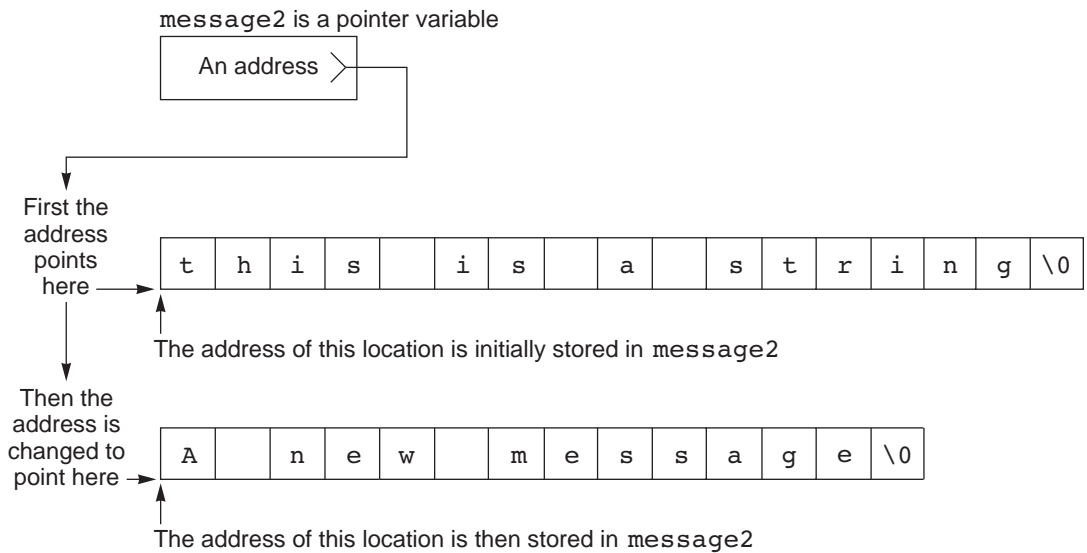 message2 is a pointer variable
An address
First the
address
points
here
t h i s i s a s t r i n g \0
The address of this location is initially stored in message2
Then the
address is
changed to
point here
A n e w m e s s a g e \0
The address of this location is then stored in message2